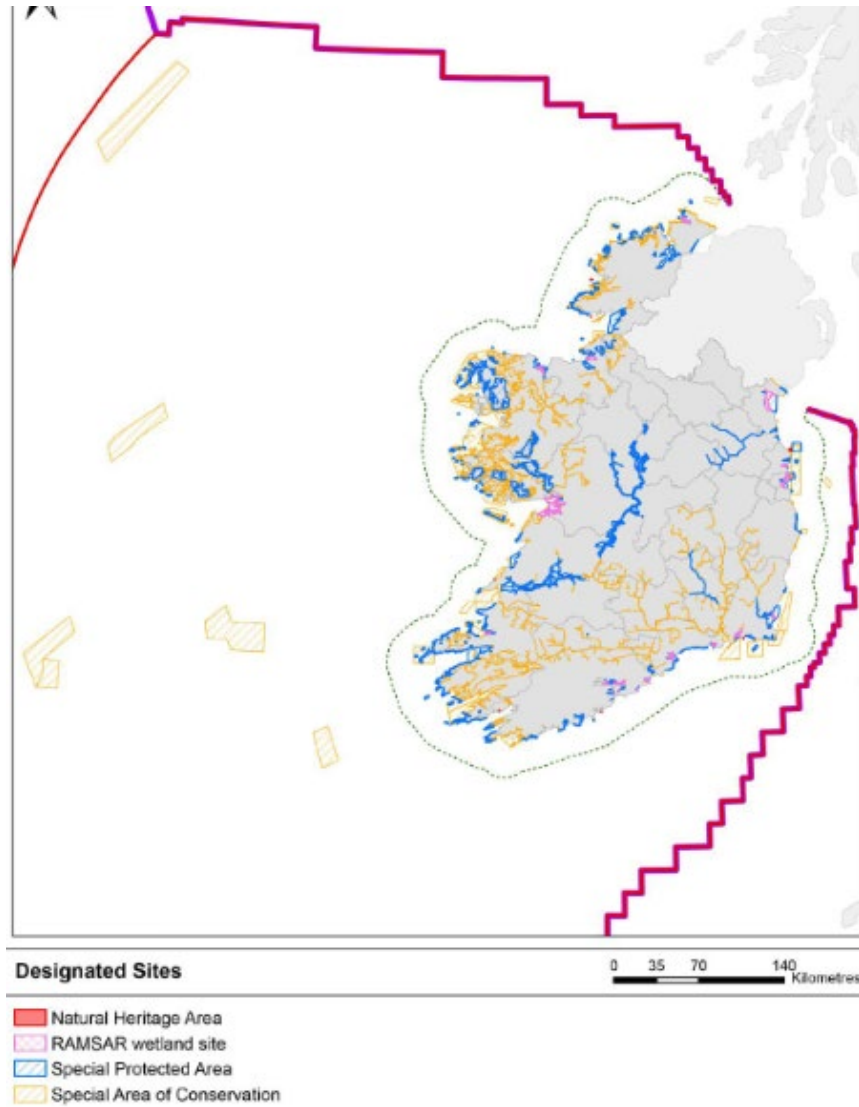 Designated Sites
0 35 70 140
Kilometres
Natural Heritage Area
RAMSAR wetland site
Special Protected Area
Special Area of Conservation